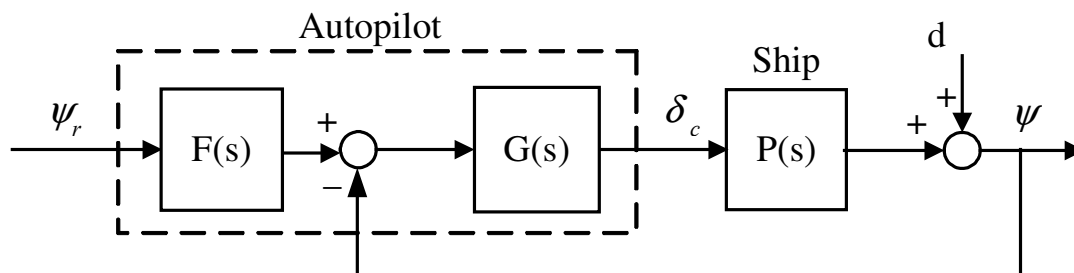 Autopilot
d
Ship
ψr
+
F(s)
G(s)
δc
P(s)
+
+
ψ
−